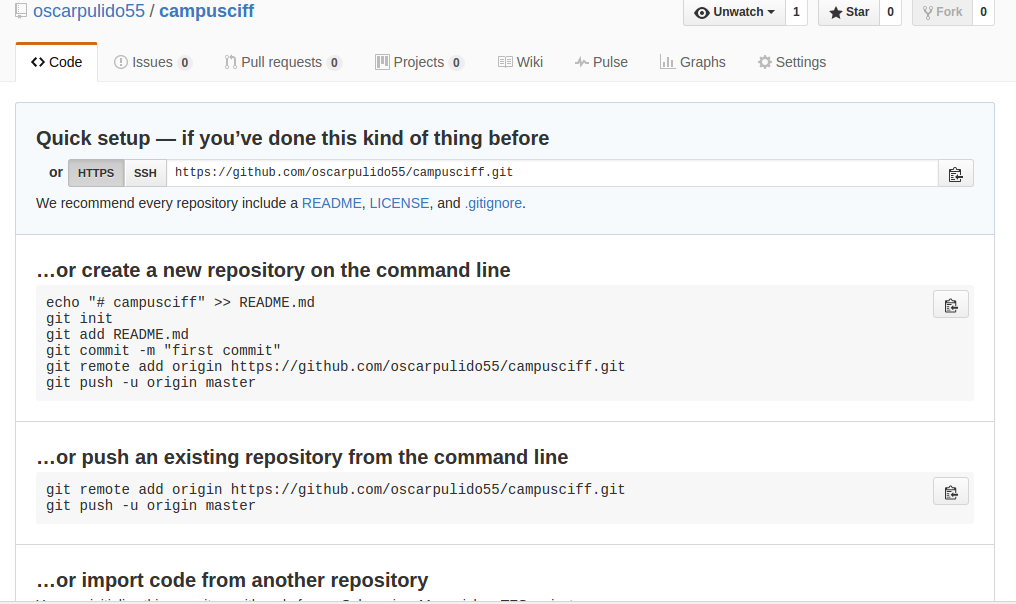 oscarpulido55 / campusciff
Unwatch 1 Star 0 Fork 0
Code Issues 0 Pull requests 0 Projects 0 Wiki Pulse Graphs Settings
Quick setup — if you’ve done this kind of thing before
or HTTPS SSH https://github.com/oscarpulido55/campusciff.git
We recommend every repository include a README, LICENSE, and .gitignore.
…or create a new repository on the command line
echo "# campusciff" >> README.md
git init
git add README.md
git commit -m "first commit"
git remote add origin https://github.com/oscarpulido55/campusciff.git
git push -u origin master
…or push an existing repository from the command line
git remote add origin https://github.com/oscarpulido55/campusciff.git
git push -u origin master
…or import code from another repository